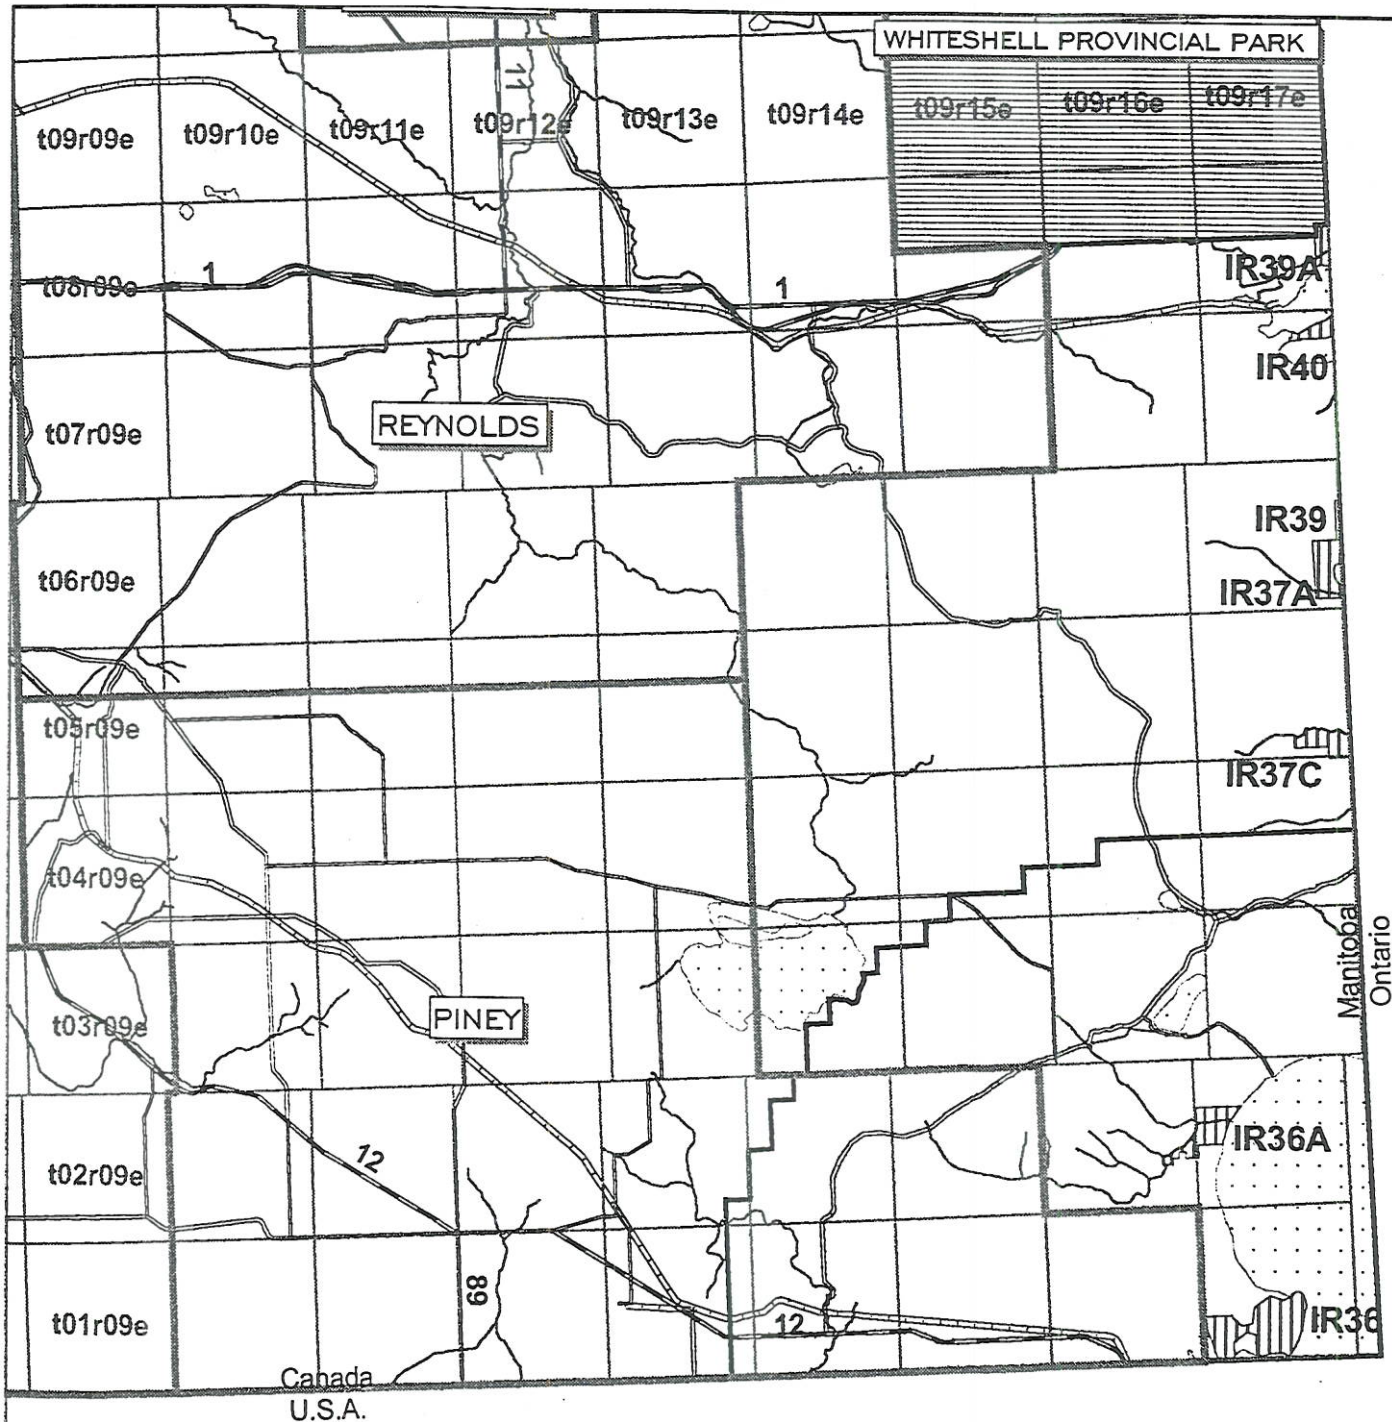 WHITESHELL PROVINCIAL PARK
11
t09r09e
t09r10e
t09r11e
t09r12e
t09r13e
t09r14e
t09r15e
t09r16e
t09r17e
t08r09e
1
1
IR39A
IR40
t07r09e
REYNOLDS
IR39
t06r09e
IR37A
t05r09e
IR37C
t04r09e
Manitoba
Ontario
t03r09e
PINEY
t02r09e
12
IR36A
89
t01r09e
12
IR36
Canada
U.S.A.